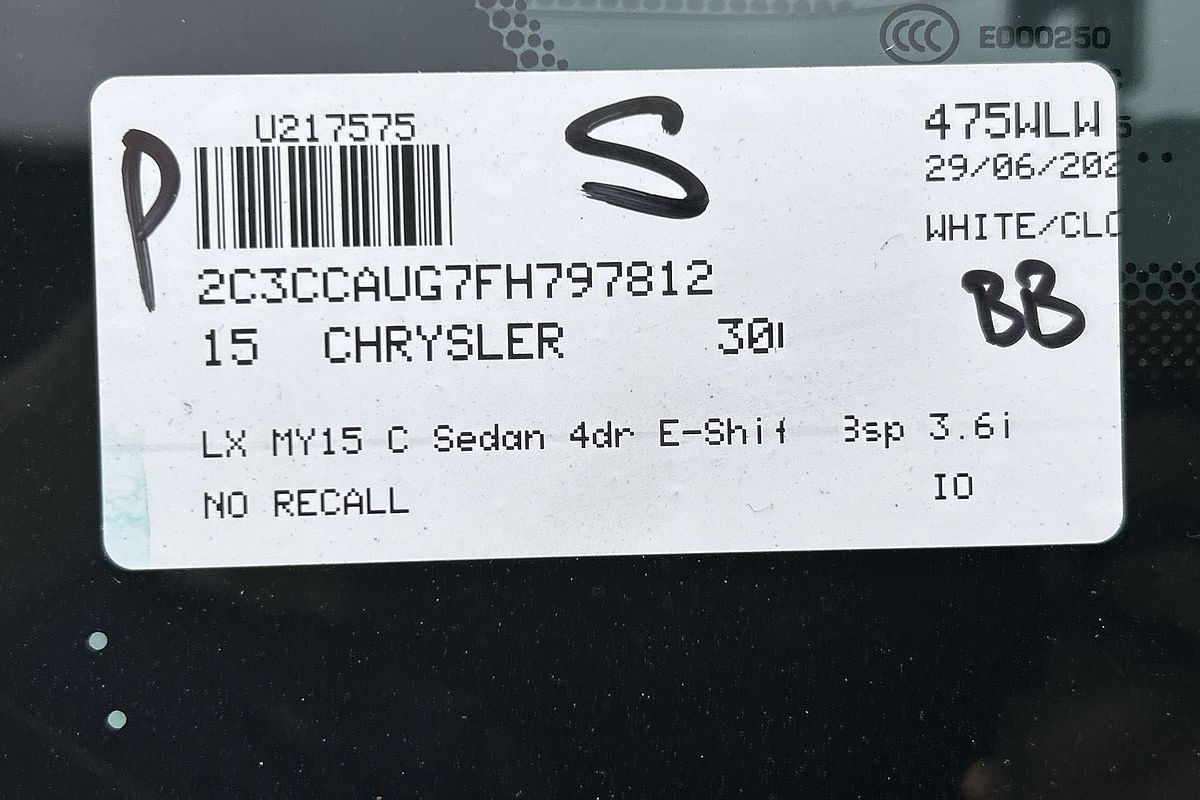 CCC E000250
U217575
P
S
475WLW
29/06/202
WHITE/CLO
2C3CCAUG7FH797812
BB
15 CHRYSLER 30
LX MY15 C Sedan 4dr E-Shif 8sp 3.6i
NO RECALL IO